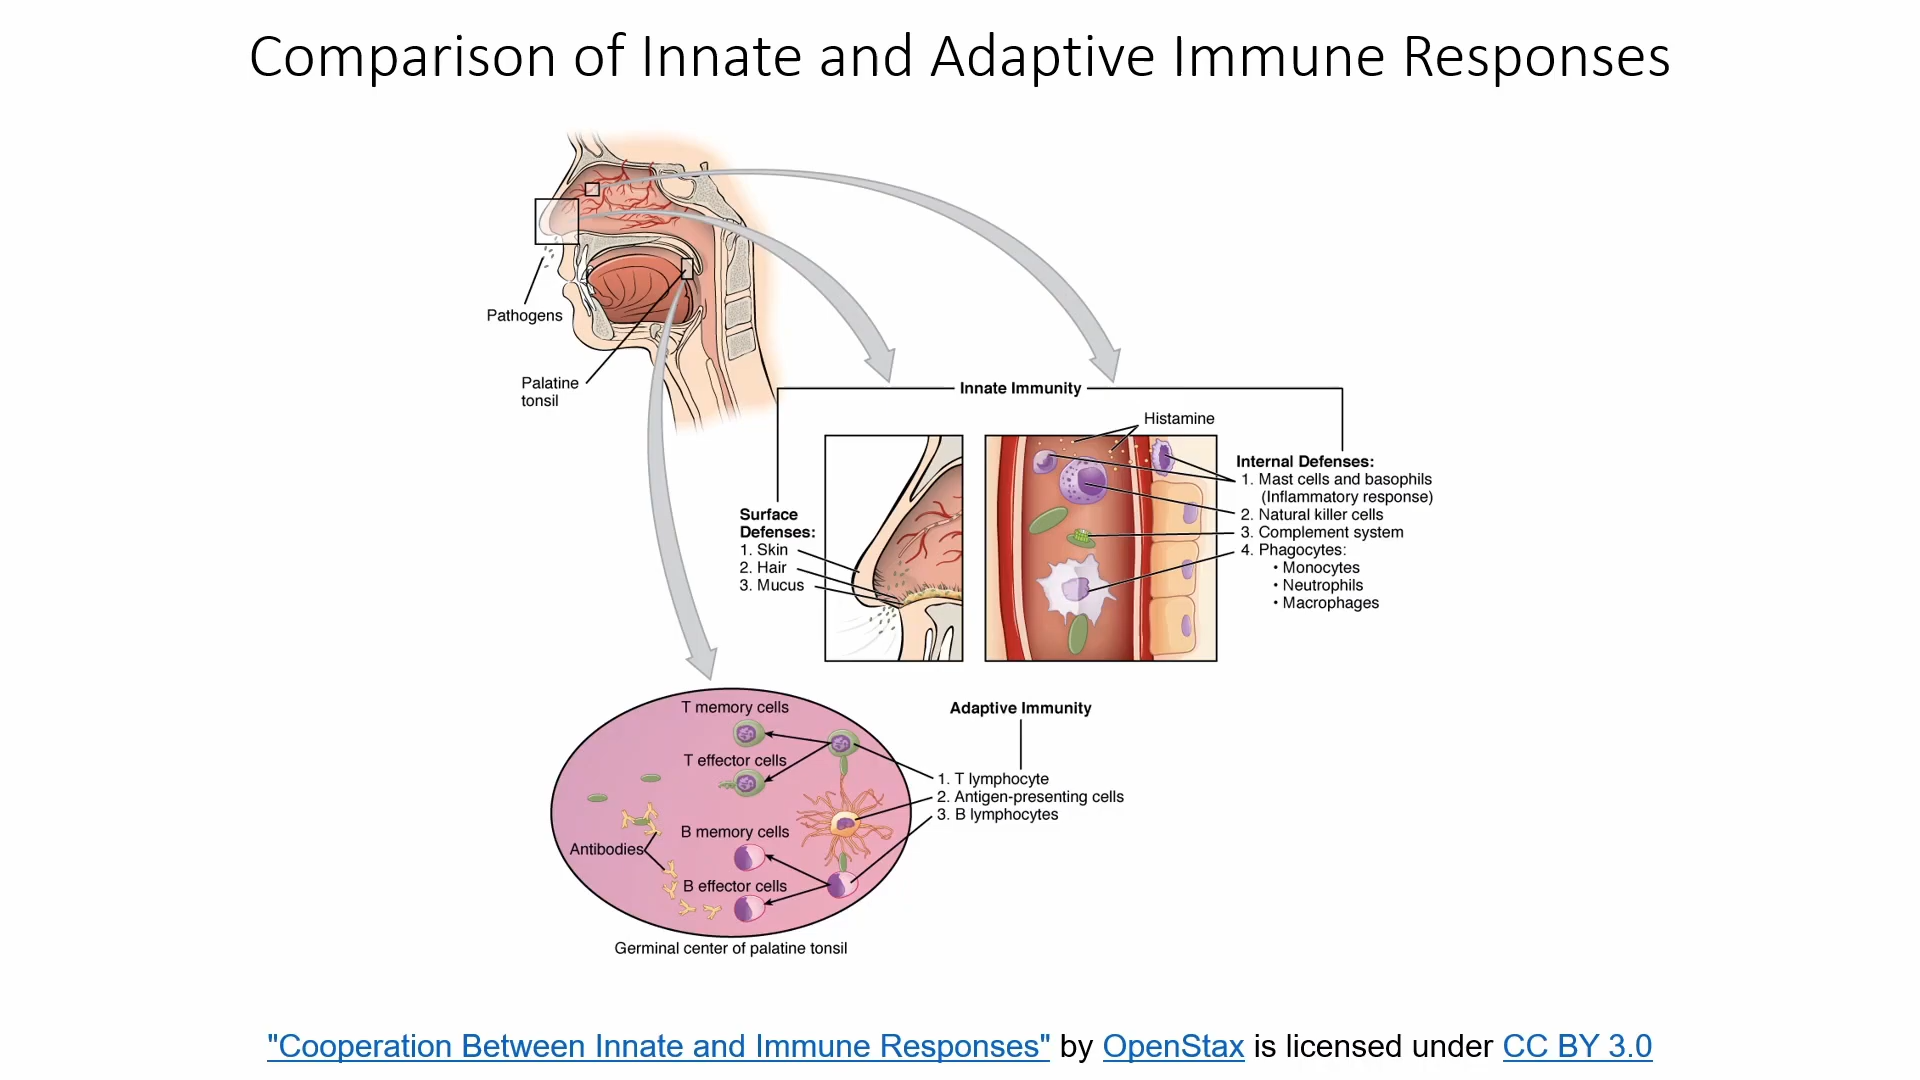 Comparison of Innate and Adaptive Immune Responses
Pathogens
Palatine
tonsil
Innate Immunity
Histamine
Surface
Defenses:
1. Skin
2. Hair
3. Mucus
Internal Defenses:
1. Mast cells and basophils
(Inflammatory response)
2. Natural killer cells
3. Complement system
4. Phagocytes:
• Monocytes
• Neutrophils
• Macrophages
Adaptive Immunity
1. T lymphocyte
2. Antigen-presenting cells
3. B lymphocytes
T memory cells
T effector cells
B memory cells
Antibodies
B effector cells
Germinal center of palatine tonsil
"Cooperation Between Innate and Immune Responses" by OpenStax is licensed under CC BY 3.0